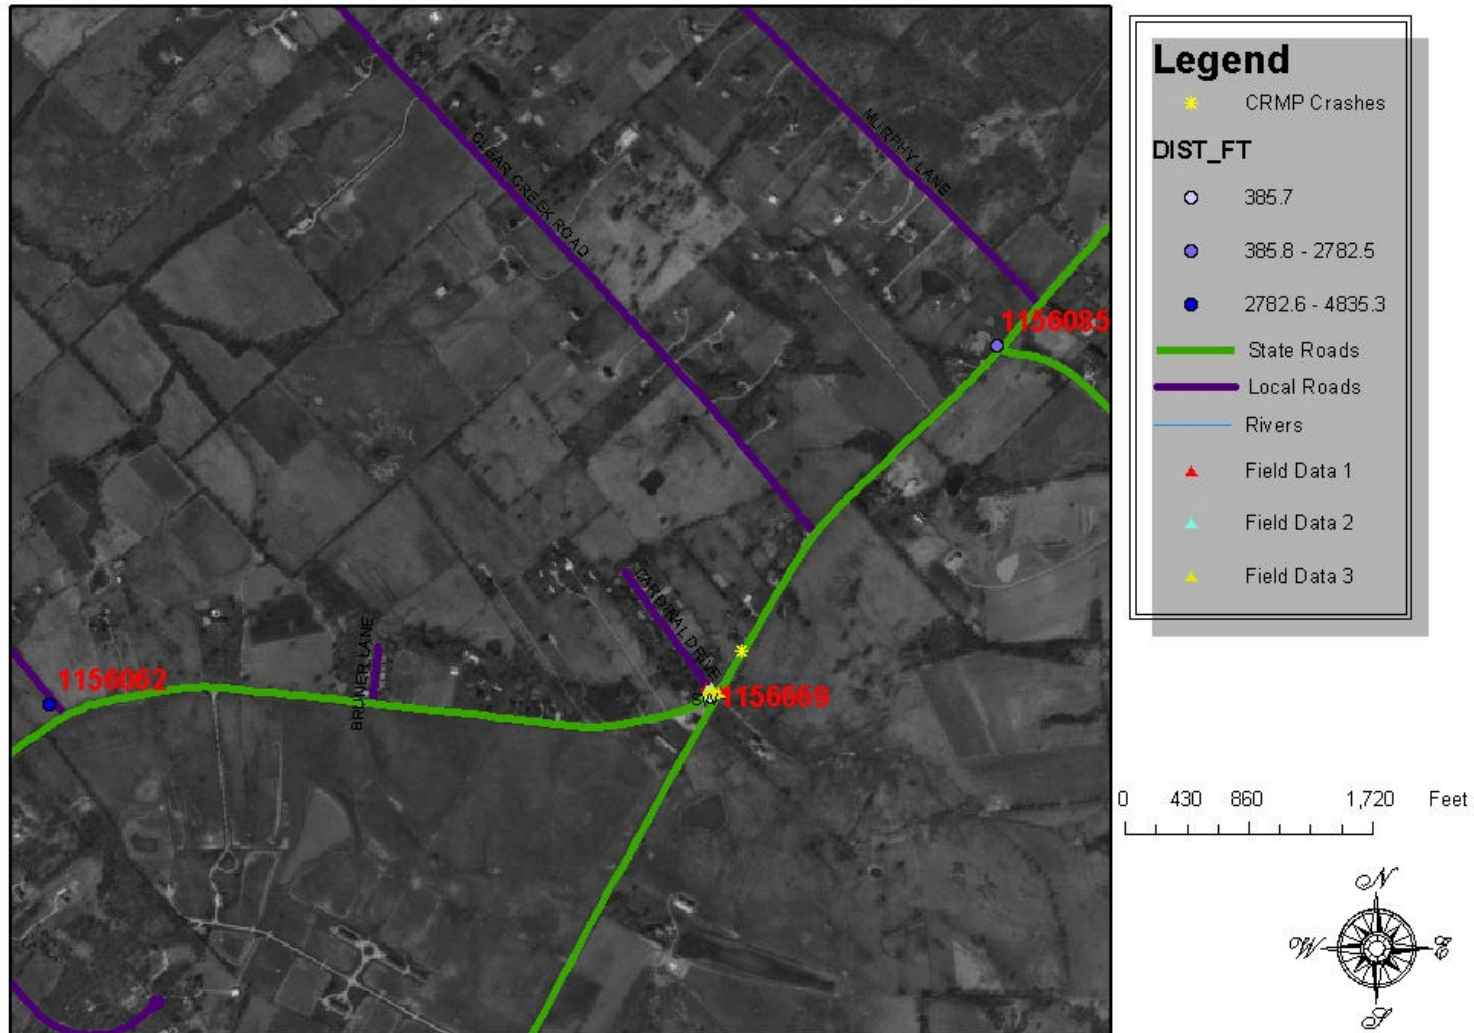 CLEAR CREEK ROAD
MURPHY LANE
1156085
CARDINAL DRIVE
BRUNER LANE
1156062
1156669
Legend
CRMP Crashes
DIST_FT
385.7
385.8 - 2782.5
2782.6 - 4835.3
State Roads
Local Roads
Rivers
Field Data 1
Field Data 2
Field Data 3
0 430 860 1,720 Feet
N
W E
S